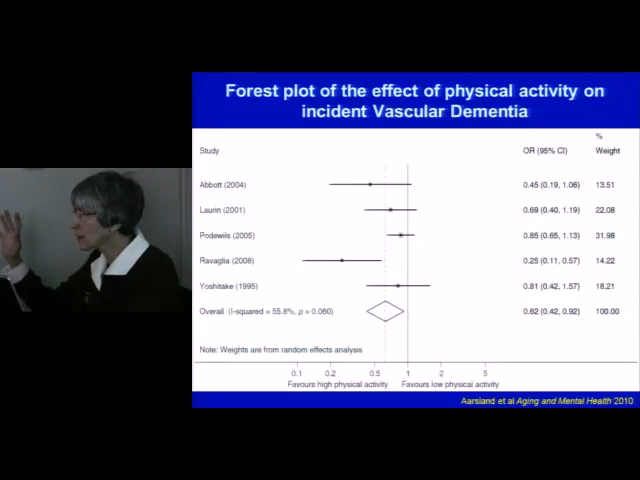 Forest plot of the effect of physical activity on
incident Vascular Dementia
%
Study OR (95% CI) Weight
Abbott (2004) 0.45 (0.19, 1.06) 13.51
Laurin (2001) 0.69 (0.40, 1.19) 22.08
Podewils (2005) 0.85 (0.65, 1.13) 31.98
Ravaglia (2008) 0.25 (0.11, 0.57) 14.22
Yoshitake (1995) 0.81 (0.42, 1.57) 18.21
Overall (I-squared = 55.8%, p = 0.060) 0.62 (0.42, 0.92) 100.00
Note: Weights are from random effects analysis
0.1 0.2 0.5 1 2 5
Favours high physical activity Favours low physical activity
Aarsland et al Aging and Mental Health 2010